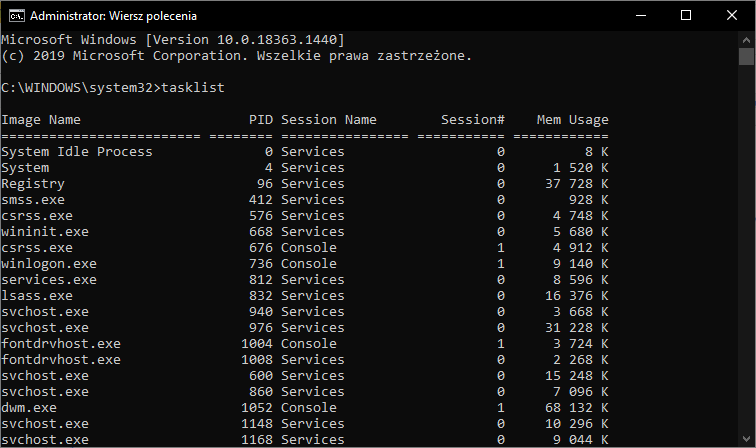 Administrator: Wiersz polecenia
Microsoft Windows [Version 10.0.18363.1440]
(c) 2019 Microsoft Corporation. Wszelkie prawa zastrzeżone.
C:\WINDOWS\system32>tasklist
Image Name                     PID Session Name        Session#    Mem Usage
========================= ======== ================ =========== ============
System Idle Process              0 Services                   0          8 K
System                           4 Services                   0      1 520 K
Registry                        96 Services                   0     37 728 K
smss.exe                       412 Services                   0        928 K
csrss.exe                      576 Services                   0      4 748 K
wininit.exe                    668 Services                   0      5 680 K
csrss.exe                      676 Console                    1      4 912 K
winlogon.exe                   736 Console                    1      9 140 K
services.exe                   812 Services                   0      8 596 K
lsass.exe                      832 Services                   0     16 376 K
svchost.exe                    940 Services                   0      3 668 K
svchost.exe                    976 Services                   0     31 228 K
fontdrvhost.exe               1004 Console                    1      3 724 K
fontdrvhost.exe               1008 Services                   0      2 268 K
svchost.exe                    600 Services                   0     15 248 K
svchost.exe                    860 Services                   0      7 096 K
dwm.exe                       1052 Console                    1     68 132 K
svchost.exe                   1148 Services                   0     10 296 K
svchost.exe                   1168 Services                   0      9 044 K